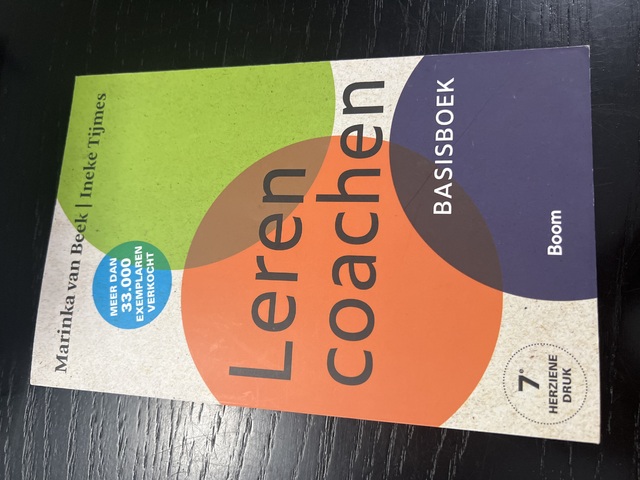 Marinka van Beek | Ineke Tijmes
MEER DAN
33.000
EXEMPLAREN
VERKOCHT
Leren
coachen
BASISBOEK
7e
HERZIENE
DRUK
Boom